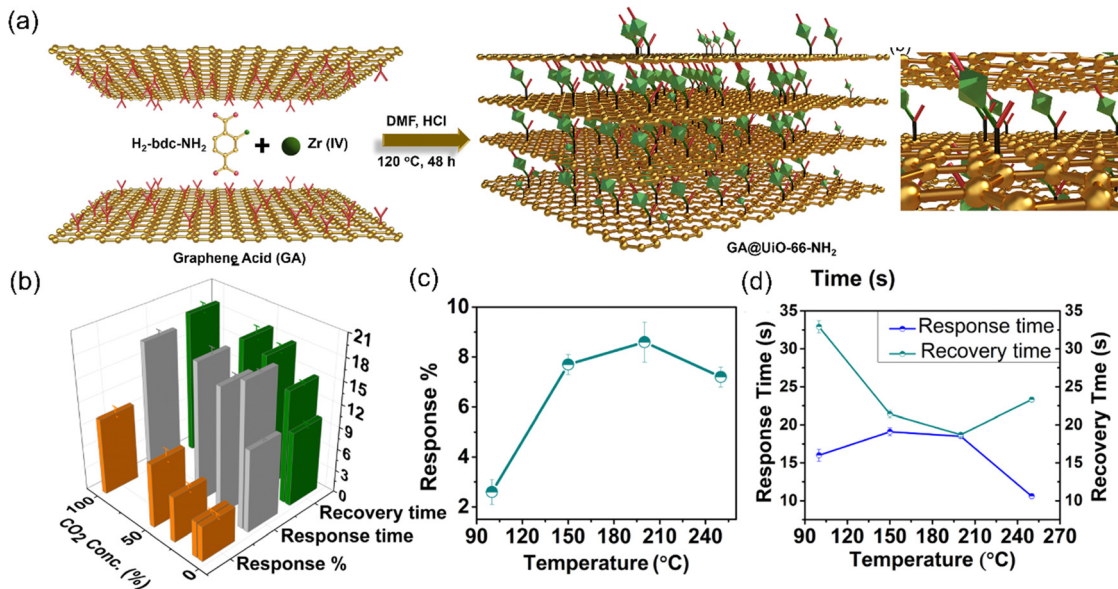 (a)
H₂-bdc-NH₂
Zr (IV)
DMF, HCl
120 °C, 48 h
Graphene Acid (GA)
GA@UiO-66-NH₂
(b)
21
18
15
12
9
6
3
0
Recovery time
Response time
Response %
100
50
0
CO₂ Conc. (%)
(c)
10
8
6
4
2
Response %
90 120 150 180 210 240
Temperature (°C)
(d)
Time (s)
Response time
Recovery time
35
30
25
20
15
10
Response Time (s)
35
30
25
20
15
10
Recovery Tme (s)
90 120 150 180 210 240 270
Temperature (°C)